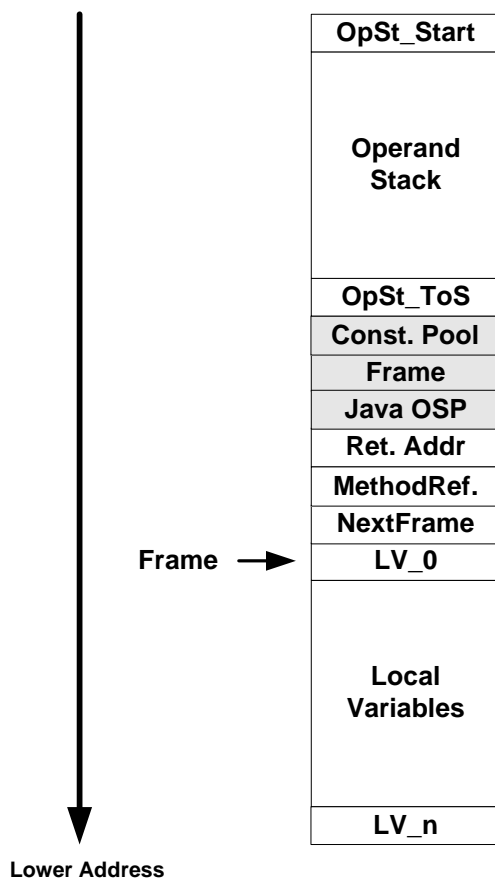 OpSt_Start
Operand
Stack
OpSt_ToS
Const. Pool
Frame
Java OSP
Ret. Addr
MethodRef.
NextFrame
Frame
LV_0
Local
Variables
LV_n
Lower Address